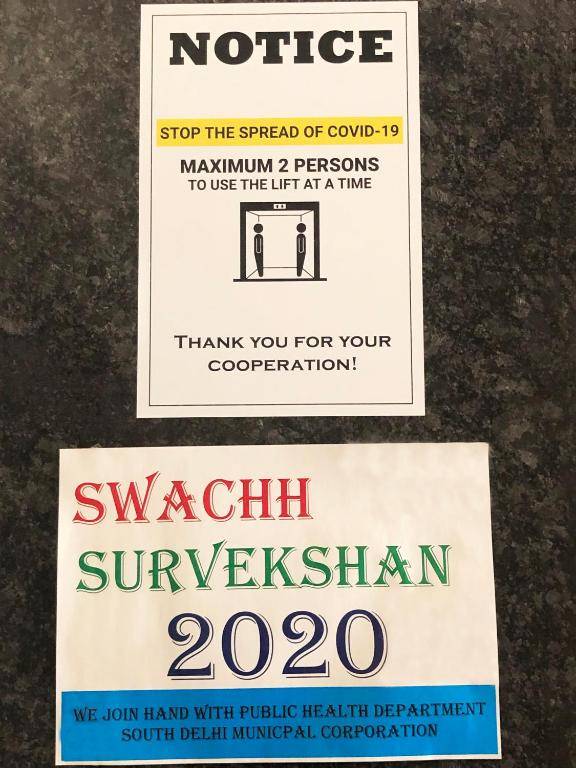 NOTICE
STOP THE SPREAD OF COVID-19
MAXIMUM 2 PERSONS
TO USE THE LIFT AT A TIME
THANK YOU FOR YOUR
COOPERATION!
SWACHH
SURVEKSHAN
2020
WE JOIN HAND WITH PUBLIC HEALTH DEPARTMENT
SOUTH DELHI MUNICPAL CORPORATION